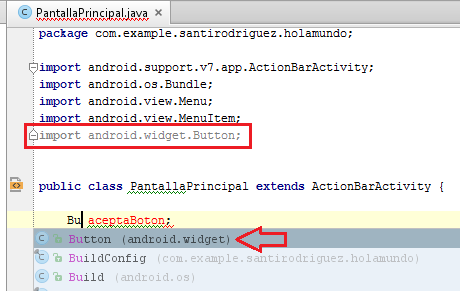 PantallaPrincipal.java
package com.example.santirodriguez.holamundo;
import android.support.v7.app.ActionBarActivity;
import android.os.Bundle;
import android.view.Menu;
import android.view.MenuItem;
import android.widget.Button;
public class PantallaPrincipal extends ActionBarActivity {
Bu aceptaBoton;
Button (android.widget)
BuildConfig (com.example.santirodriguez.holamundo)
Build (android.os)